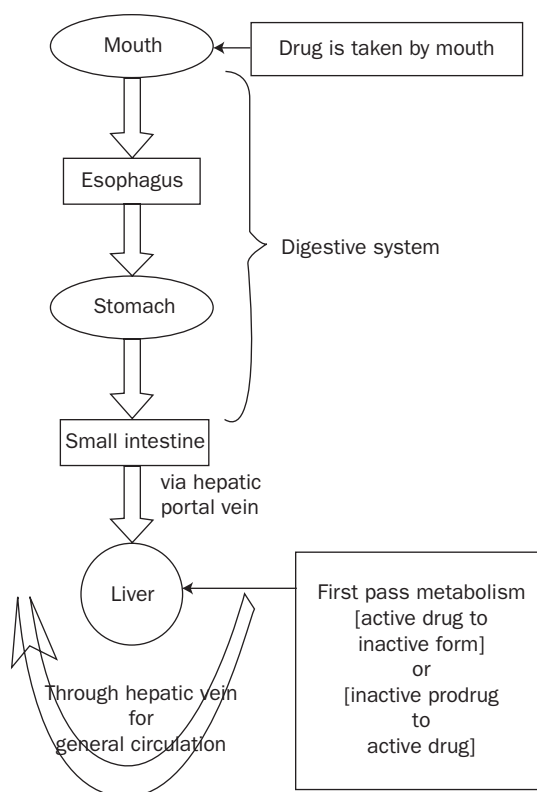 Mouth
Drug is taken by mouth
Esophagus
Digestive system
Stomach
Small intestine
via hepatic
portal vein
Liver
First pass metabolism
[active drug to
inactive form]
or
[inactive prodrug
to
active drug]
Through hepatic vein
for
general circulation